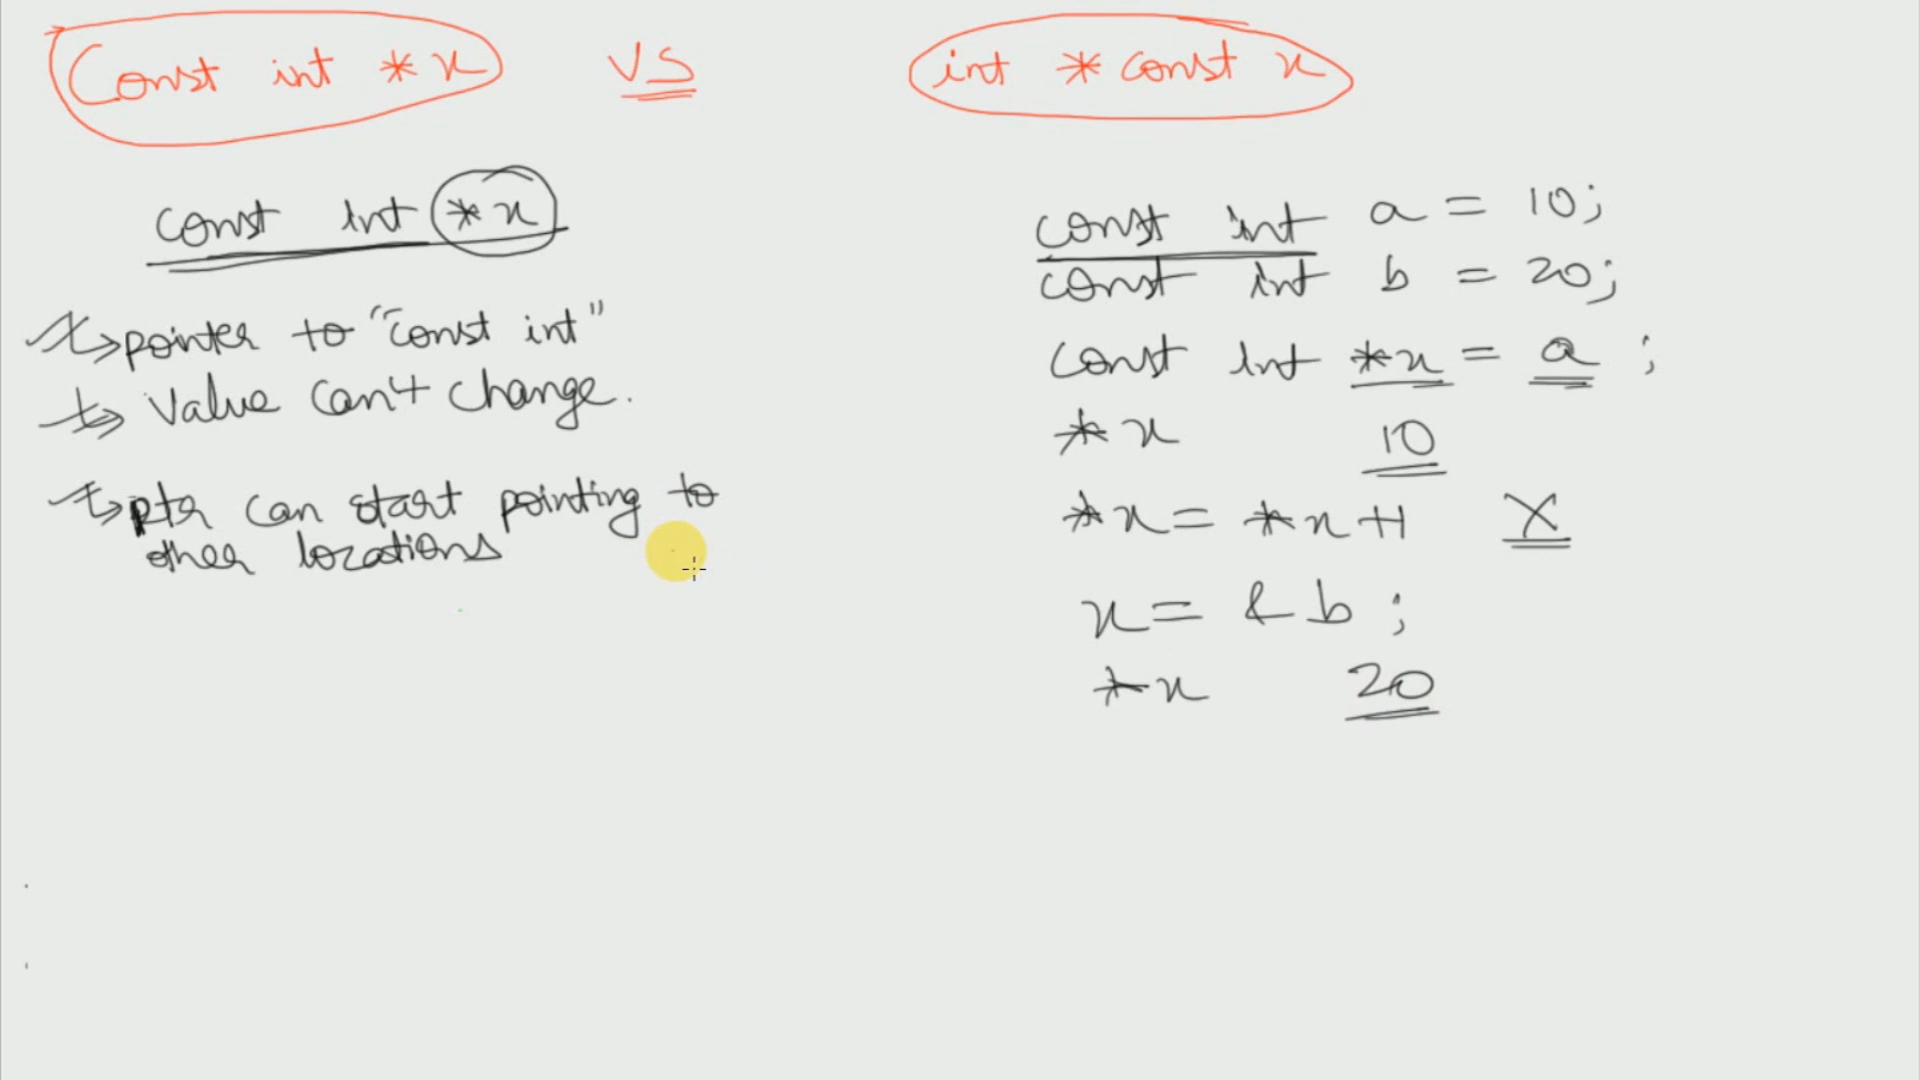 Const int *x VS int * const x
const int *x
pointer to "const int"
Value can't change.
ptr can start pointing to
other locations
const int a = 10;
const int b = 20;
const int *x = a ;
*x 10
*x = *x+1 X
x = & b ;
*x 20